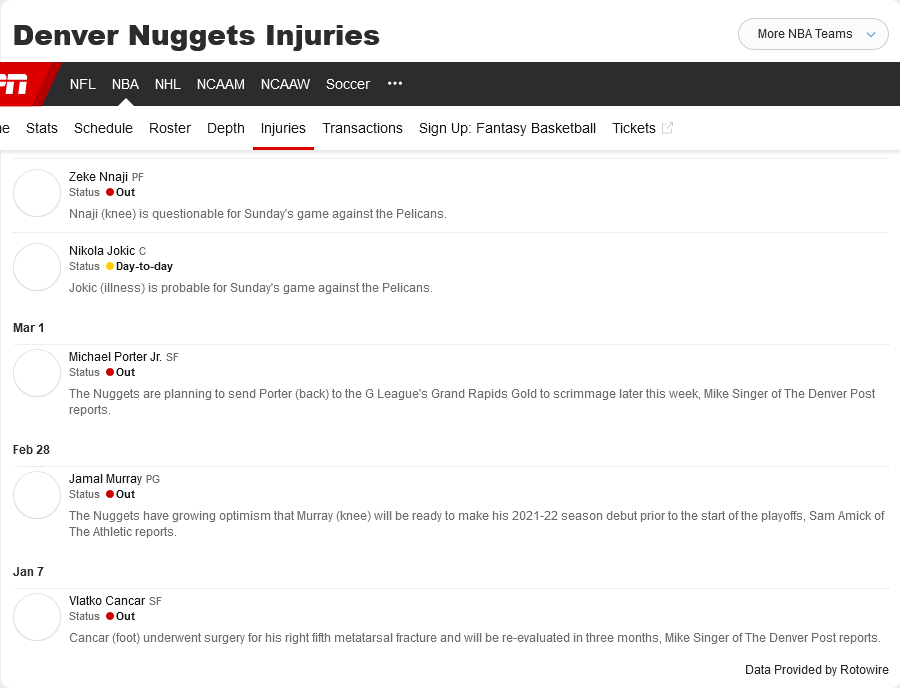 Denver Nuggets Injuries
More NBA Teams
NFL NBA NHL NCAAM NCAAW Soccer •••
Stats Schedule Roster Depth Injuries Transactions Sign Up: Fantasy Basketball Tickets
Zeke Nnaji PF
Status Out
Nnaji (knee) is questionable for Sunday's game against the Pelicans.
Nikola Jokic C
Status Day-to-day
Jokic (illness) is probable for Sunday's game against the Pelicans.
Mar 1
Michael Porter Jr. SF
Status Out
The Nuggets are planning to send Porter (back) to the G League's Grand Rapids Gold to scrimmage later this week, Mike Singer of The Denver Post
reports.
Feb 28
Jamal Murray PG
Status Out
The Nuggets have growing optimism that Murray (knee) will be ready to make his 2021-22 season debut prior to the start of the playoffs, Sam Amick of
The Athletic reports.
Jan 7
Vlatko Cancar SF
Status Out
Cancar (foot) underwent surgery for his right fifth metatarsal fracture and will be re-evaluated in three months, Mike Singer of The Denver Post reports.
Data Provided by Rotowire